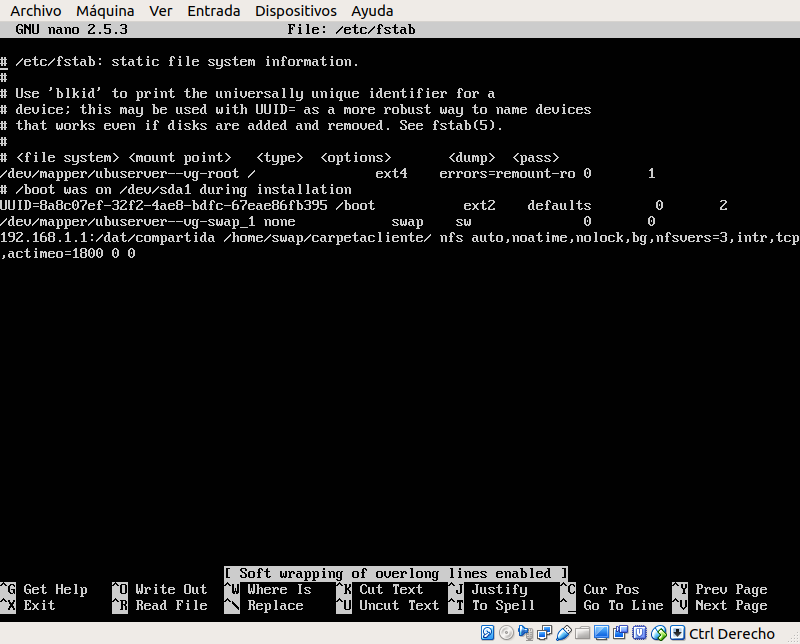 Archivo Máquina Ver Entrada Dispositivos Ayuda
GNU nano 2.5.3 File: /etc/fstab
# /etc/fstab: static file system information.
#
# Use 'blkid' to print the universally unique identifier for a
# device; this may be used with UUID= as a more robust way to name devices
# that works even if disks are added and removed. See fstab(5).
#
# <file system> <mount point>   <type>  <options>       <dump>  <pass>
/dev/mapper/ubuserver--vg-root /               ext4    errors=remount-ro 0       1
# /boot was on /dev/sda1 during installation
UUID=8a8c07ef-32f2-4ae8-bdfc-67eae86fb395 /boot           ext2    defaults        0       2
/dev/mapper/ubuserver--vg-swap_1 none            swap    sw              0       0
192.168.1.1:/dat/compartida /home/swap/carpetacliente/ nfs auto,noatime,nolock,bg,nfsvers=3,intr,tcp
,actimeo=1800 0 0
[ Soft wrapping of overlong lines enabled ]
^G Get Help ^O Write Out ^W Where Is ^K Cut Text ^J Justify ^C Cur Pos ^Y Prev Page
^X Exit ^R Read File ^\ Replace ^U Uncut Text ^T To Spell ^_ Go To Line ^V Next Page
Ctrl Derecho